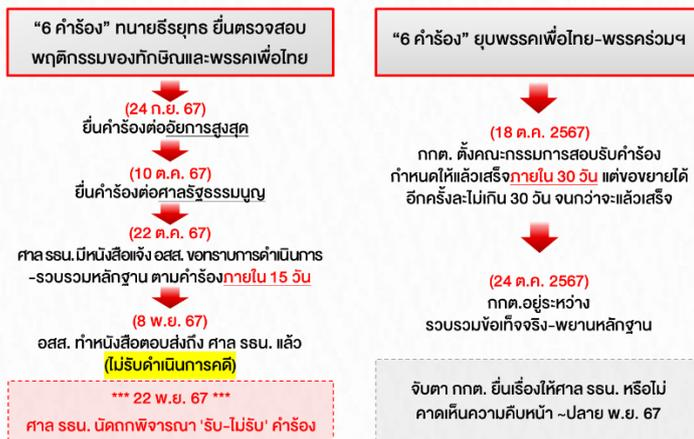 “6 คำร้อง” ทนายธีรยุทธ ยื่นตรวจสอบ
พฤติกรรมของทักษิณและพรรคเพื่อไทย
(24 ก.ย. 67)
ยื่นคำร้องต่ออัยการสูงสุด
(10 ต.ค. 67)
ยื่นคำร้องต่อศาลรัฐธรรมนูญ
(22 ต.ค. 67)
ศาล รธน.มีหนังสือแจ้ง อสส. ขอทราบการดำเนินการ
-รวบรวมหลักฐาน ตามคำร้องภายใน 15 วัน
(8 พ.ย. 67)
อสส. ทำหนังสือตอบส่งถึง ศาล รธน. แล้ว
(ไม่รับดำเนินการคดี)
*** 22 พ.ย. 67 ***
ศาล รธน. นัดถกพิจารณา 'รับ-ไม่รับ' คำร้อง
“6 คำร้อง” ยุบพรรคเพื่อไทย-พรรคร่วมฯ
(18 ต.ค. 2567)
กกต. ตั้งคณะกรรมการสอบรับคำร้อง
กำหนดให้แล้วเสร็จภายใน 30 วัน แต่ขอขยายได้
อีกครั้งละไม่เกิน 30 วัน จนกว่าจะแล้วเสร็จ
(24 ต.ค. 2567)
กกต.อยู่ระหว่าง
รวบรวมข้อเท็จจริง-พยานหลักฐาน
จับตา กกต. ยื่นเรื่องให้ศาล รธน. หรือไม่
คาดเห็นความคืบหน้า ~ปลาย พ.ย. 67